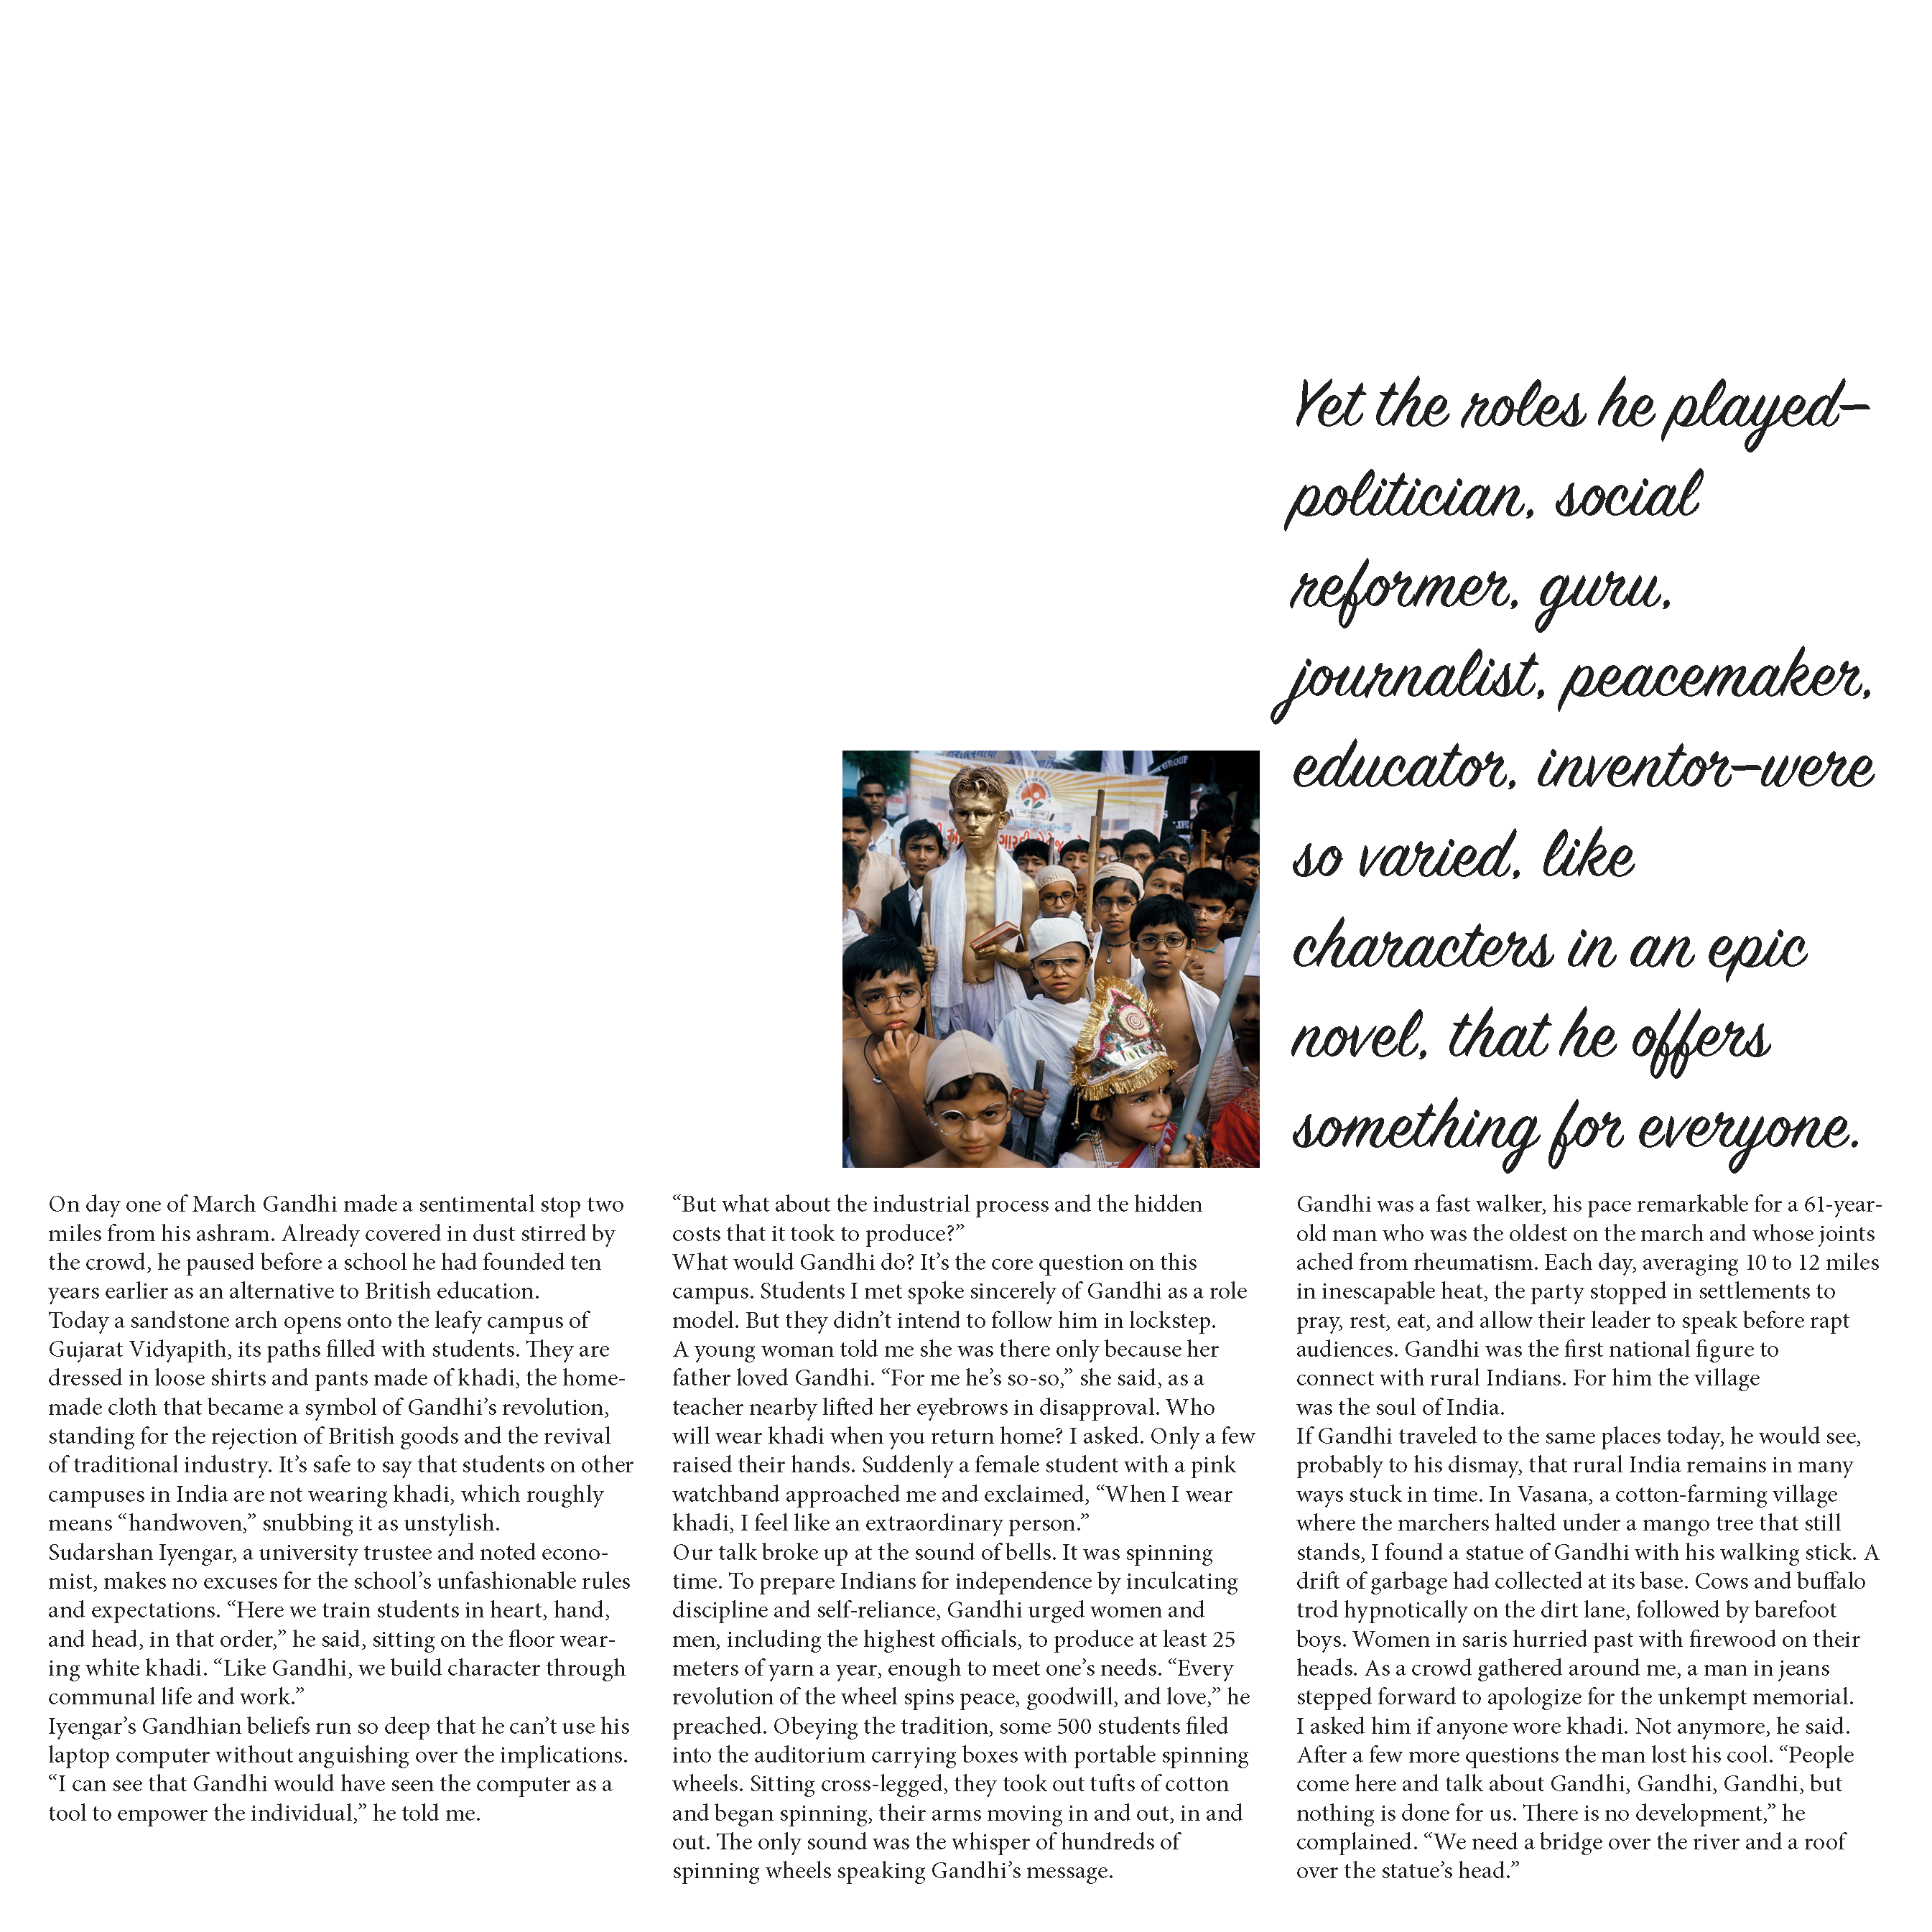 Yet the roles he played—
politician, social
reformer, guru,
journalist, peacemaker,
educator, inventor—were
so varied, like
characters in an epic
novel, that he offers
something for everyone.
On day one of March Gandhi made a sentimental stop two
miles from his ashram. Already covered in dust stirred by
the crowd, he paused before a school he had founded ten
years earlier as an alternative to British education.
Today a sandstone arch opens onto the leafy campus of
Gujarat Vidyapith, its paths filled with students. They are
dressed in loose shirts and pants made of khadi, the home-
made cloth that became a symbol of Gandhi’s revolution,
standing for the rejection of British goods and the revival
of traditional industry. It’s safe to say that students on other
campuses in India are not wearing khadi, which roughly
means “handwoven,” snubbing it as unstylish.
Sudarshan Iyengar, a university trustee and noted econo-
mist, makes no excuses for the school’s unfashionable rules
and expectations. “Here we train students in heart, hand,
and head, in that order,” he said, sitting on the floor wear-
ing white khadi. “Like Gandhi, we build character through
communal life and work.”
Iyengar’s Gandhian beliefs run so deep that he can’t use his
laptop computer without anguishing over the implications.
“I can see that Gandhi would have seen the computer as a
tool to empower the individual,” he told me.
“But what about the industrial process and the hidden
costs that it took to produce?”
What would Gandhi do? It’s the core question on this
campus. Students I met spoke sincerely of Gandhi as a role
model. But they didn’t intend to follow him in lockstep.
A young woman told me she was there only because her
father loved Gandhi. “For me he’s so-so,” she said, as a
teacher nearby lifted her eyebrows in disapproval. Who
will wear khadi when you return home? I asked. Only a few
raised their hands. Suddenly a female student with a pink
watchband approached me and exclaimed, “When I wear
khadi, I feel like an extraordinary person.”
Our talk broke up at the sound of bells. It was spinning
time. To prepare Indians for independence by inculcating
discipline and self-reliance, Gandhi urged women and
men, including the highest officials, to produce at least 25
meters of yarn a year, enough to meet one’s needs. “Every
revolution of the wheel spins peace, goodwill, and love,” he
preached. Obeying the tradition, some 500 students filed
into the auditorium carrying boxes with portable spinning
wheels. Sitting cross-legged, they took out tufts of cotton
and began spinning, their arms moving in and out, in and
out. The only sound was the whisper of hundreds of
spinning wheels speaking Gandhi’s message.
Gandhi was a fast walker, his pace remarkable for a 61-year-
old man who was the oldest on the march and whose joints
ached from rheumatism. Each day, averaging 10 to 12 miles
in inescapable heat, the party stopped in settlements to
pray, rest, eat, and allow their leader to speak before rapt
audiences. Gandhi was the first national figure to
connect with rural Indians. For him the village
was the soul of India.
If Gandhi traveled to the same places today, he would see,
probably to his dismay, that rural India remains in many
ways stuck in time. In Vasana, a cotton-farming village
where the marchers halted under a mango tree that still
stands, I found a statue of Gandhi with his walking stick. A
drift of garbage had collected at its base. Cows and buffalo
trod hypnotically on the dirt lane, followed by barefoot
boys. Women in saris hurried past with firewood on their
heads. As a crowd gathered around me, a man in jeans
stepped forward to apologize for the unkempt memorial.
I asked him if anyone wore khadi. Not anymore, he said.
After a few more questions the man lost his cool. “People
come here and talk about Gandhi, Gandhi, Gandhi, but
nothing is done for us. There is no development,” he
complained. “We need a bridge over the river and a roof
over the statue’s head.”